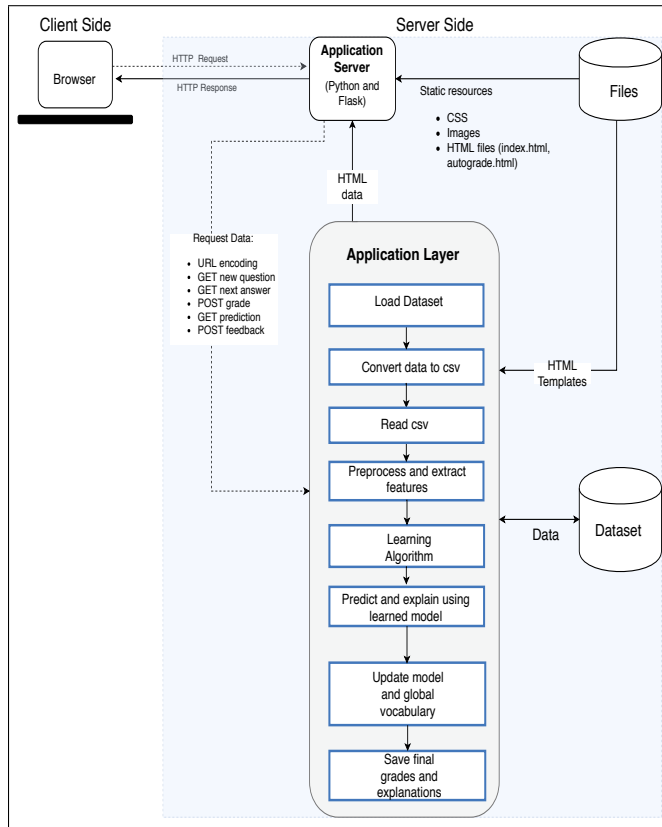 Client Side
Server Side
Browser
HTTP Request
HTTP Response
Application
Server
(Python and
Flask)
Static resources
• CSS
• Images
• HTML files (index.html,
autograde.html)
Files
HTML
data
Request Data:
• URL encoding
• GET new question
• GET next answer
• POST grade
• GET prediction
• POST feedback
Application Layer
Load Dataset
Convert data to csv
Read csv
Preprocess and extract
features
Learning
Algorithm
Predict and explain using
learned model
Update model
and global
vocabulary
Save final
grades and
explanations
HTML
Templates
Data
Dataset